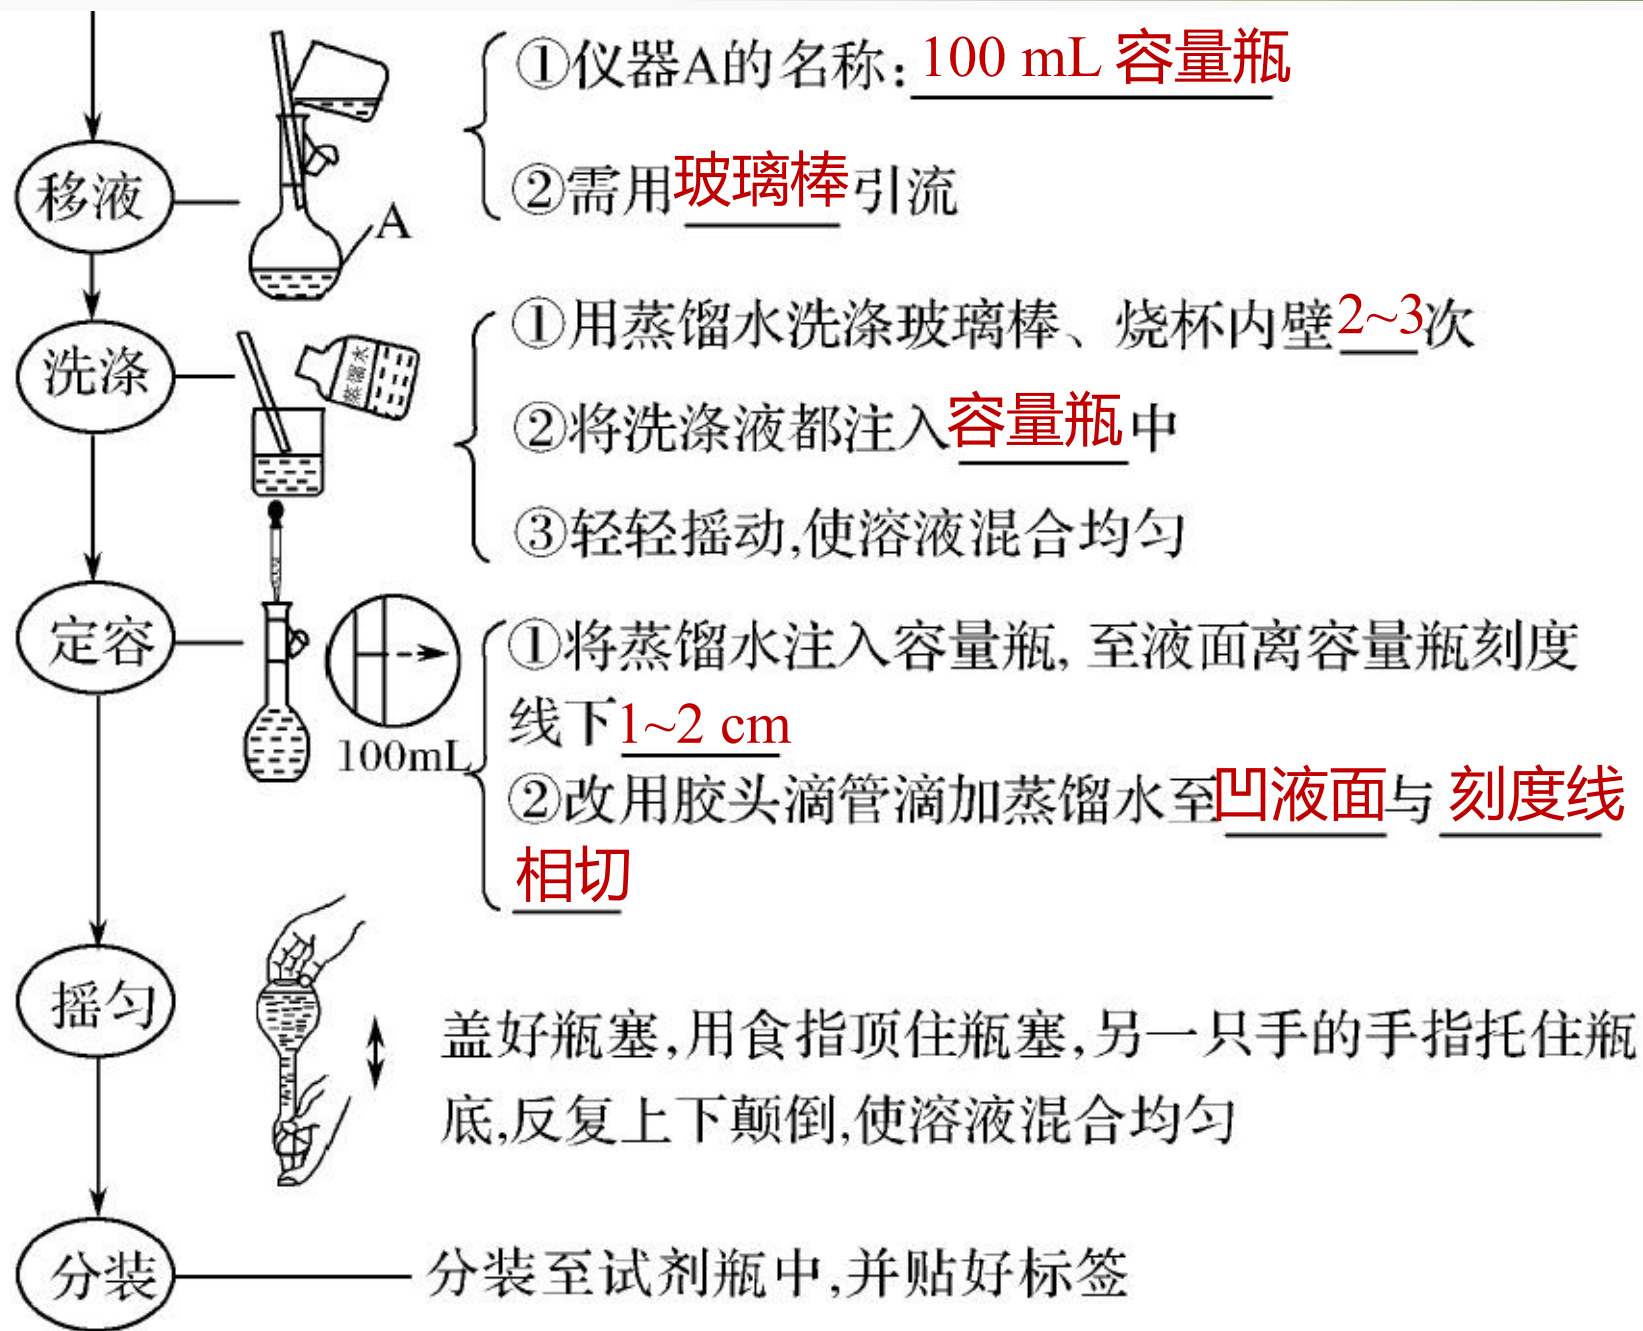 ①仪器A的名称:100 mL 容量瓶
移液
②需用玻璃棒引流
A
①用蒸馏水洗涤玻璃棒、烧杯内壁2~3次
洗涤
蒸馏水
②将洗涤液都注入容量瓶中
③轻轻摇动,使溶液混合均匀
定容
①将蒸馏水注入容量瓶,至液面离容量瓶刻度
线下1~2 cm
100mL
②改用胶头滴管滴加蒸馏水至凹液面与 刻度线
相切
摇匀
盖好瓶塞,用食指顶住瓶塞,另一只手的手指托住瓶
底,反复上下颠倒,使溶液混合均匀
分装
分装至试剂瓶中,并贴好标签